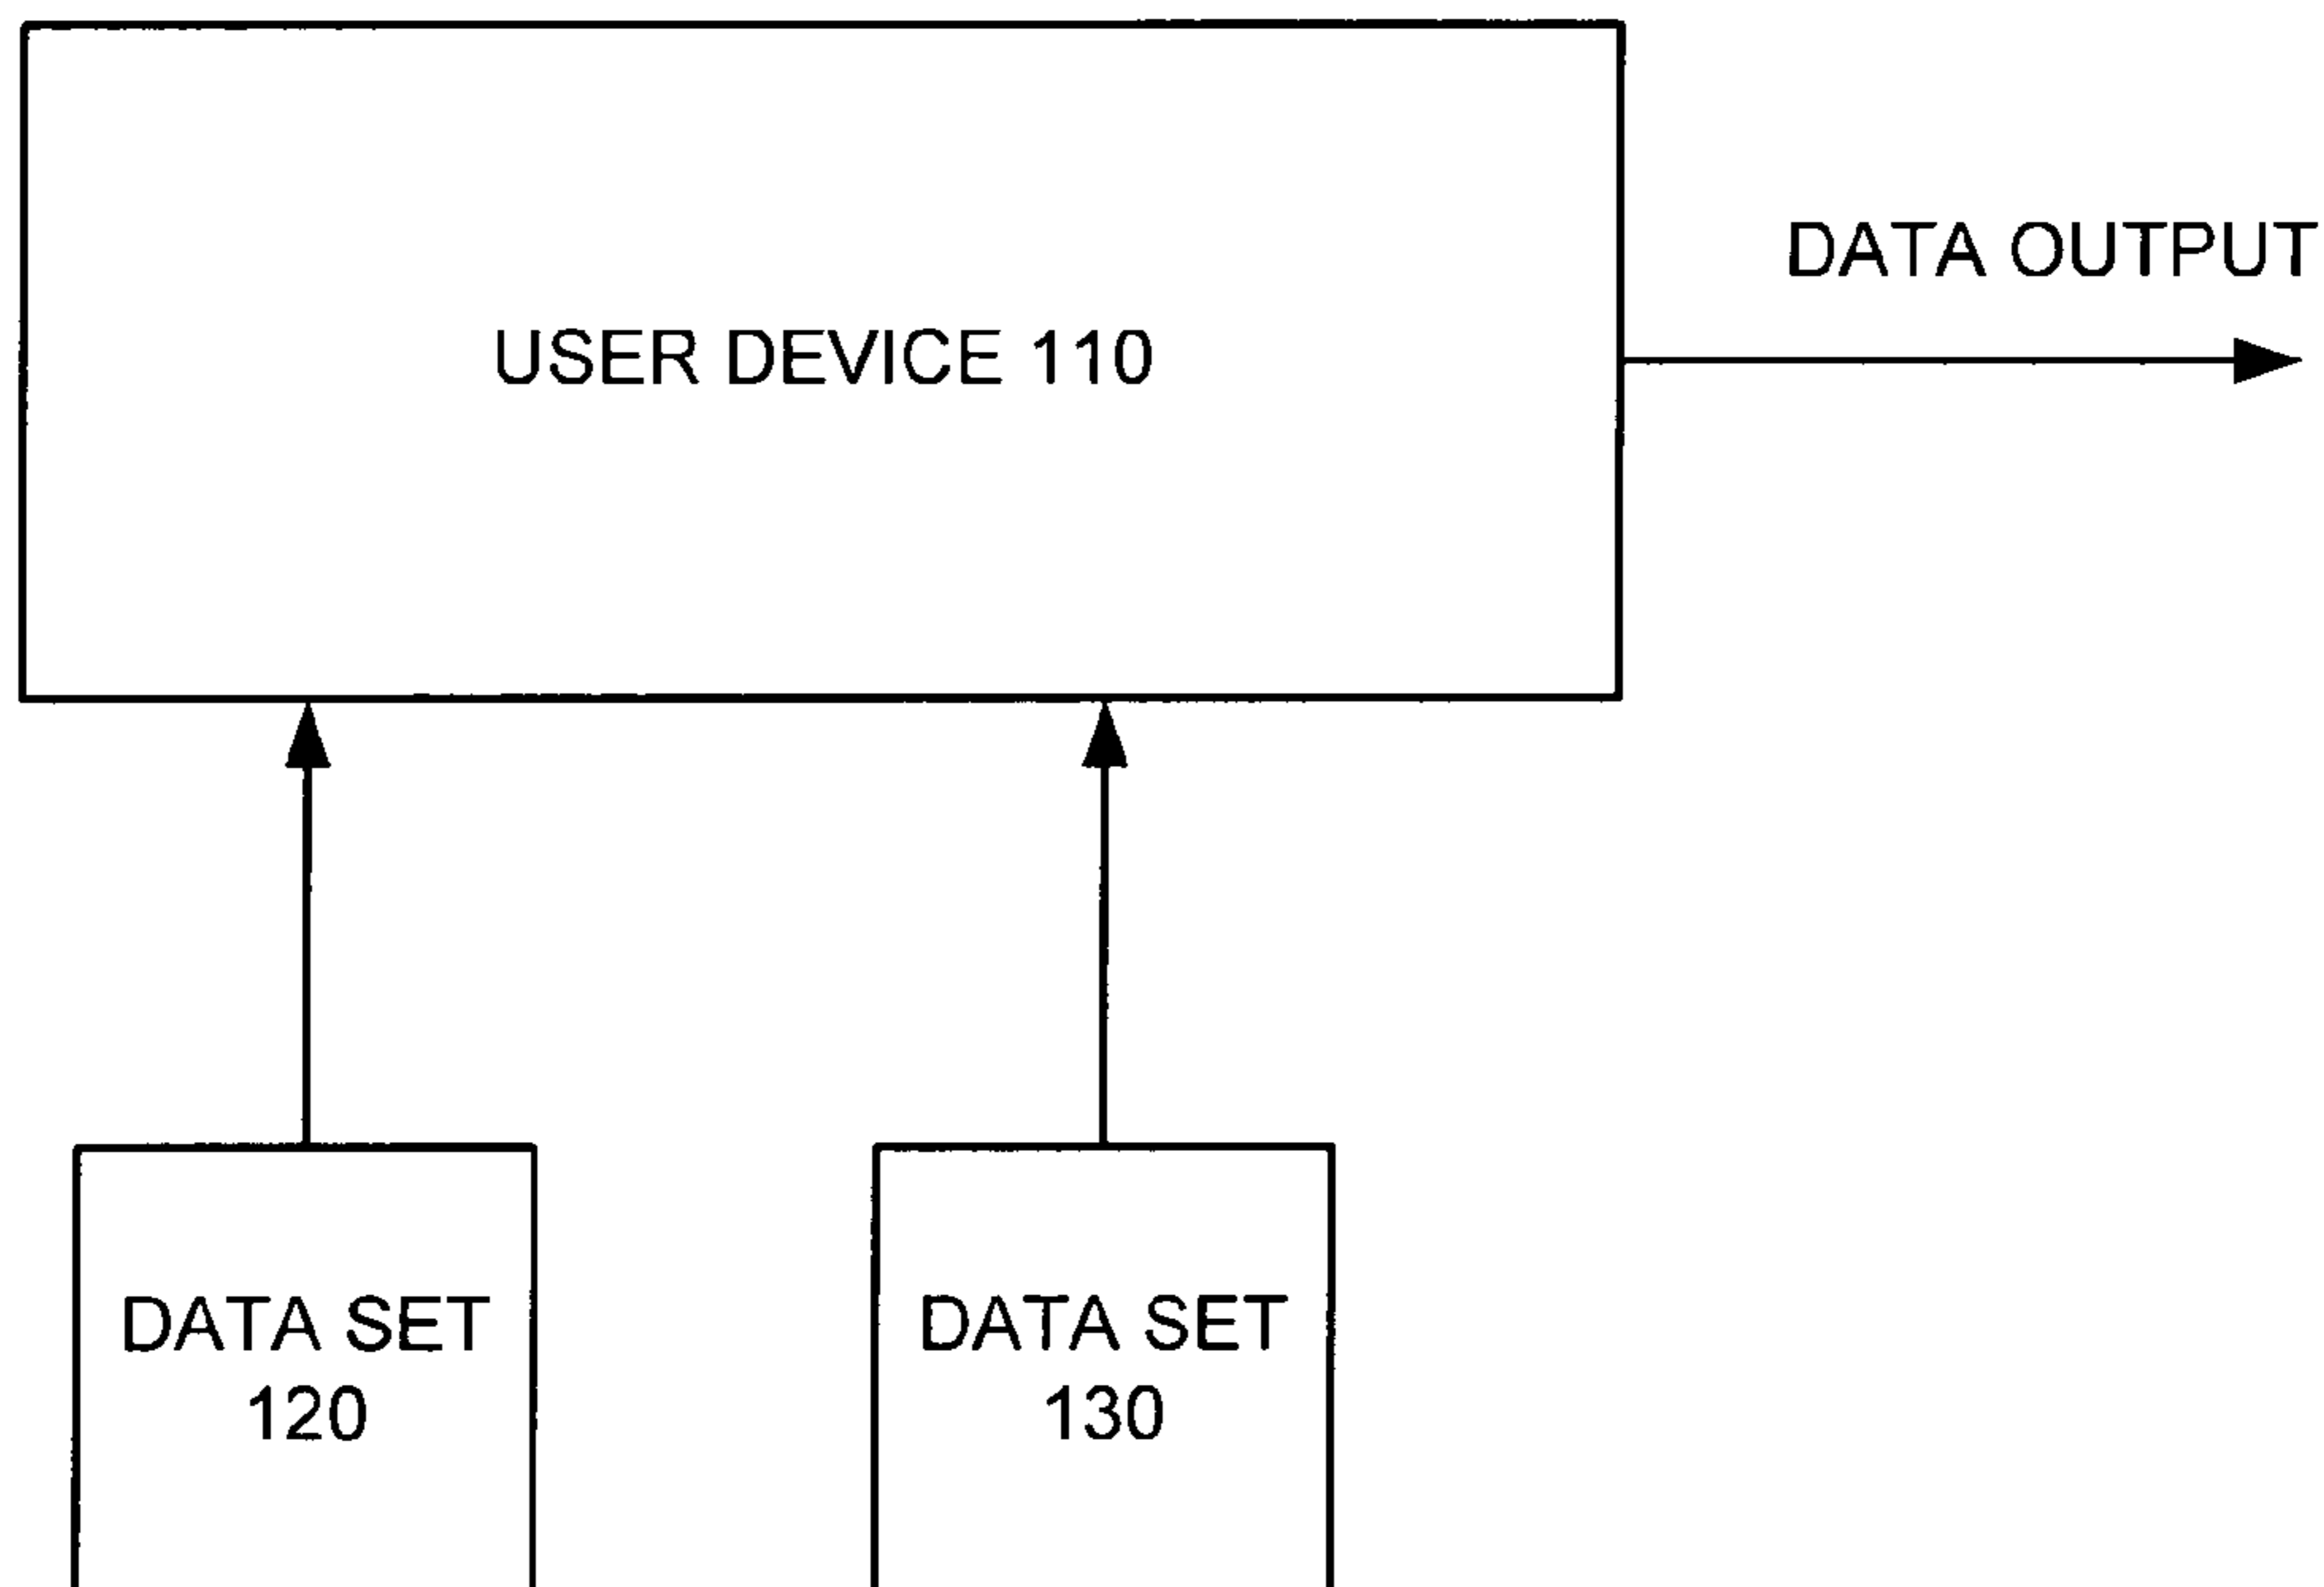 DATA OUTPUT
USER DEVICE 110
DATA SET
120
DATA SET
130